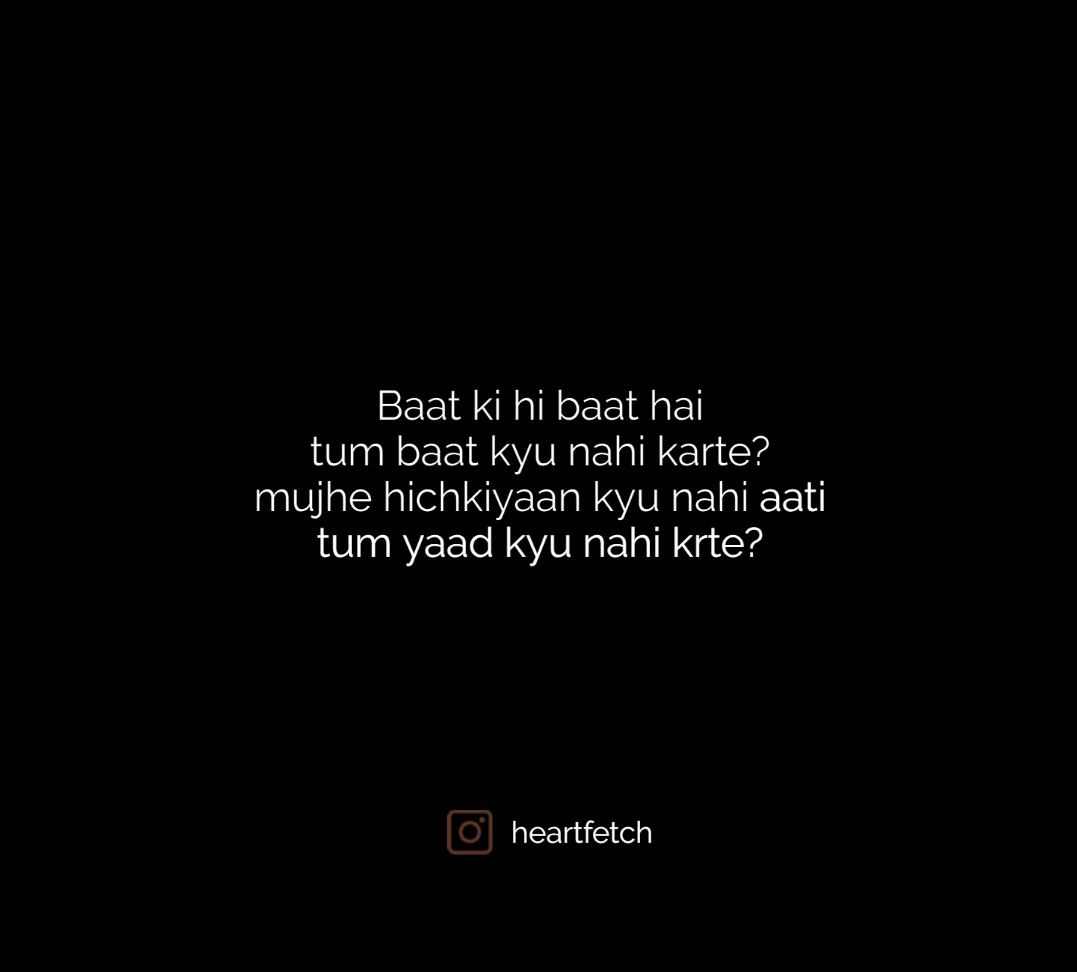 Baat ki hi baat hai
tum baat kyu nahi karte?
mujhe hichkiyaan kyu nahi aati
tum yaad kyu nahi krte?
heartfetch